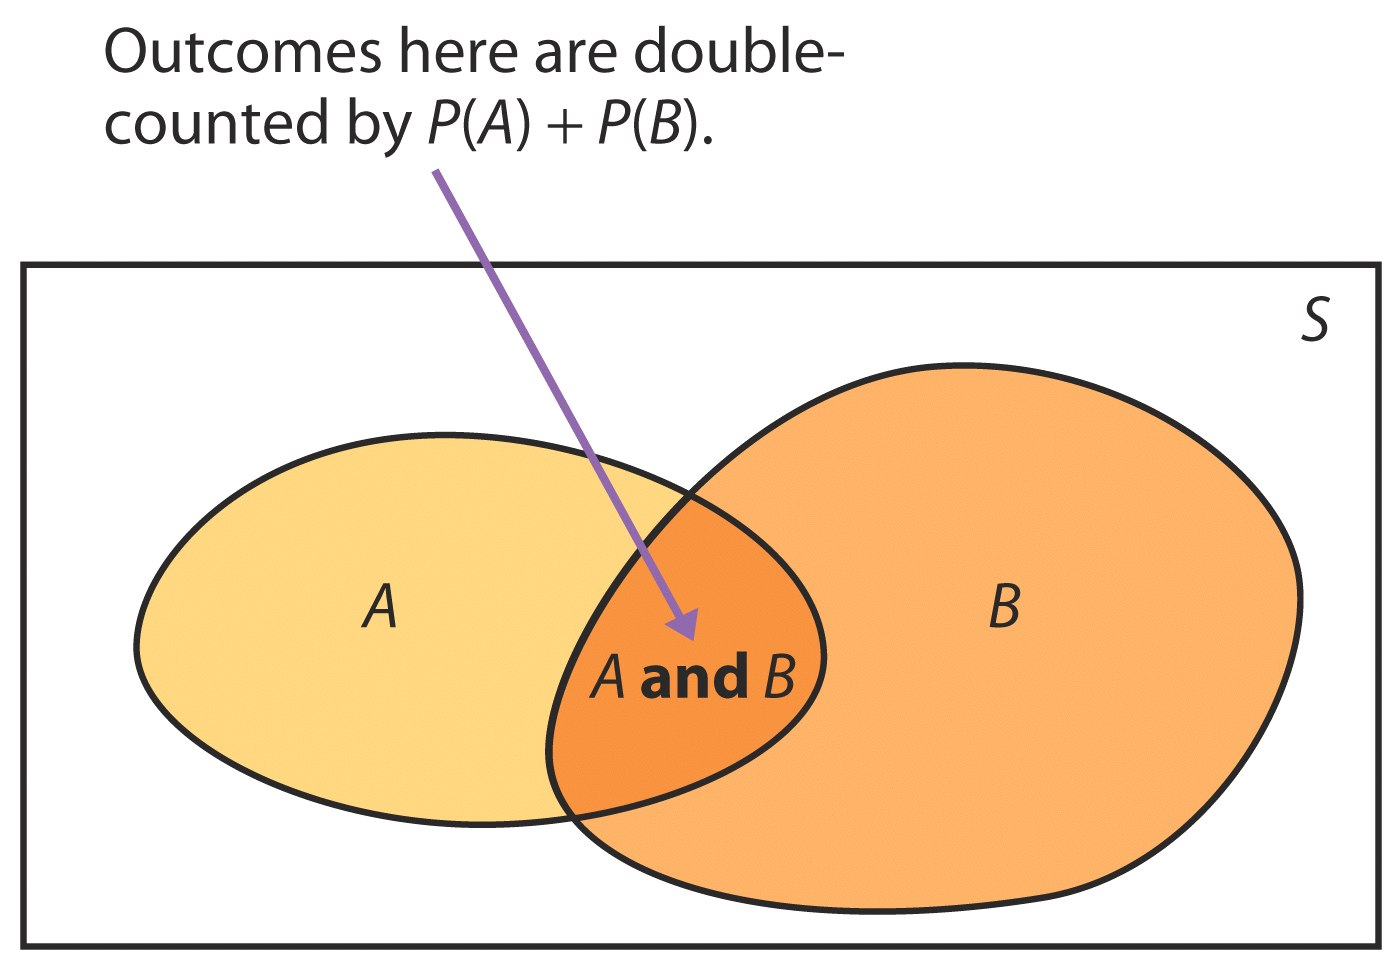 Outcomes here are double-
counted by P(A) + P(B).
S
A
B
A and B